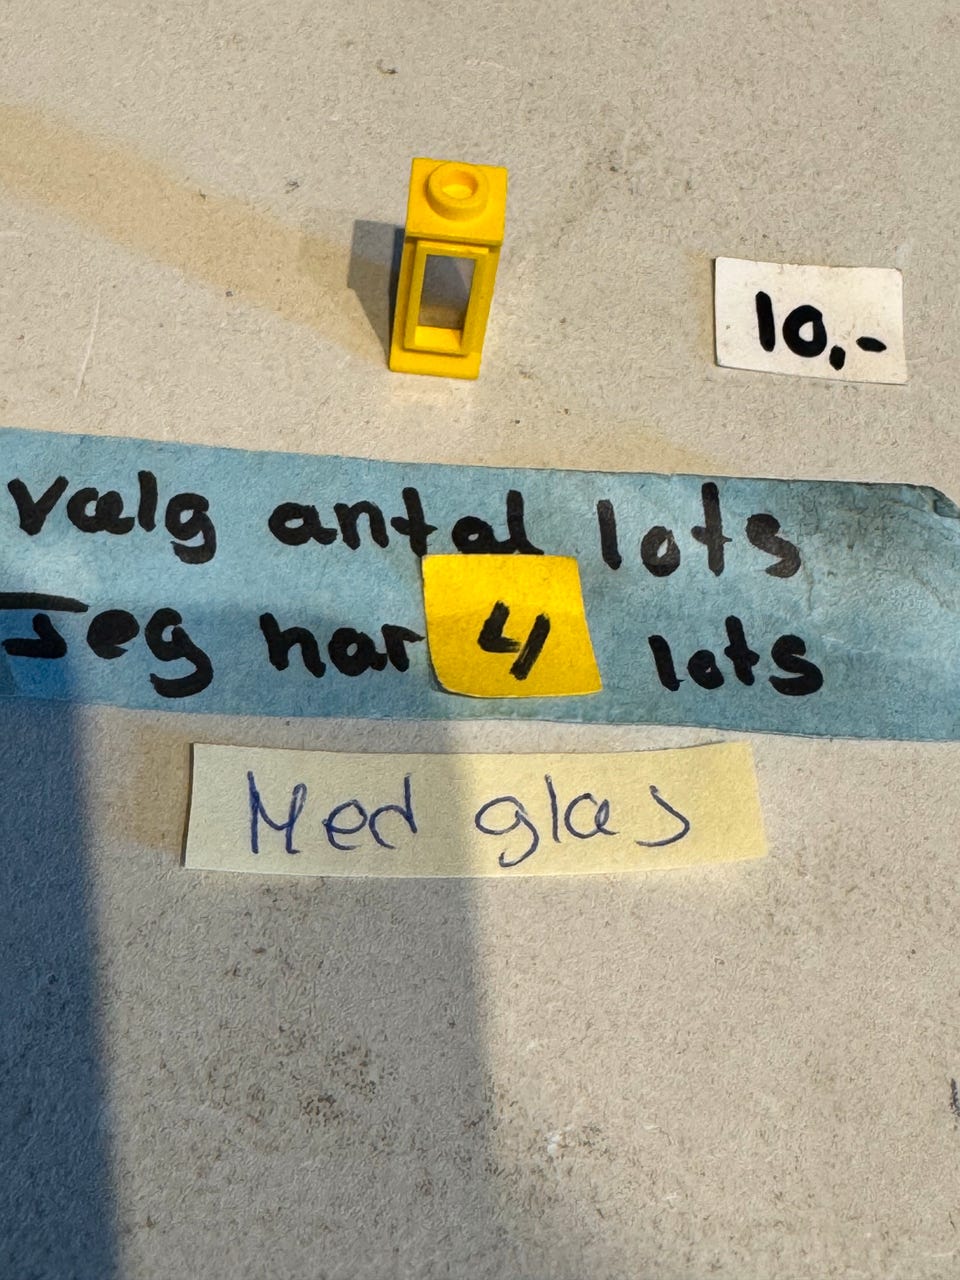 10,-
Vælg antal lots
Jeg har 4 lots
Med glas